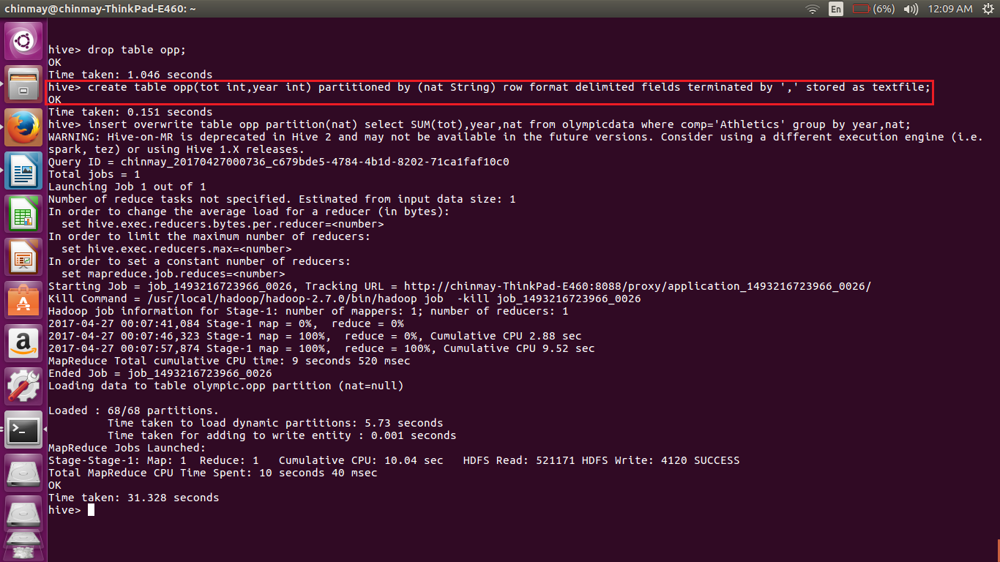 chinmay@chinmay-ThinkPad-E460: ~
En (6%) 12:09 AM
hive> drop table opp;
OK
Time taken: 1.046 seconds
hive> create table opp(tot int,year int) partitioned by (nat String) row format delimited fields terminated by ',' stored as textfile;
OK
Time taken: 0.151 seconds
hive> insert overwrite table opp partition(nat) select SUM(tot),year,nat from olympicdata where comp='Athletics' group by year,nat;
WARNING: Hive-on-MR is deprecated in Hive 2 and may not be available in the future versions. Consider using a different execution engine (i.e.
spark, tez) or using Hive 1.X releases.
Query ID = chinmay_20170427000736_c679bde5-4784-4b1d-8202-71ca1faf10c0
Total jobs = 1
Launching Job 1 out of 1
Number of reduce tasks not specified. Estimated from input data size: 1
In order to change the average load for a reducer (in bytes):
  set hive.exec.reducers.bytes.per.reducer=<number>
In order to limit the maximum number of reducers:
  set hive.exec.reducers.max=<number>
In order to set a constant number of reducers:
  set mapreduce.job.reduces=<number>
Starting Job = job_1493216723966_0026, Tracking URL = http://chinmay-ThinkPad-E460:8088/proxy/application_1493216723966_0026/
Kill Command = /usr/local/hadoop/hadoop-2.7.0/bin/hadoop job  -kill job_1493216723966_0026
Hadoop job information for Stage-1: number of mappers: 1; number of reducers: 1
2017-04-27 00:07:41,084 Stage-1 map = 0%,  reduce = 0%
2017-04-27 00:07:46,323 Stage-1 map = 100%,  reduce = 0%, Cumulative CPU 2.88 sec
2017-04-27 00:07:57,874 Stage-1 map = 100%,  reduce = 100%, Cumulative CPU 9.52 sec
MapReduce Total cumulative CPU time: 9 seconds 520 msec
Ended Job = job_1493216723966_0026
Loading data to table olympic.opp partition (nat=null)
Loaded : 68/68 partitions.
         Time taken to load dynamic partitions: 5.73 seconds
         Time taken for adding to write entity : 0.001 seconds
MapReduce Jobs Launched:
Stage-Stage-1: Map: 1  Reduce: 1   Cumulative CPU: 10.04 sec   HDFS Read: 521171 HDFS Write: 4120 SUCCESS
Total MapReduce CPU Time Spent: 10 seconds 40 msec
OK
Time taken: 31.328 seconds
hive>